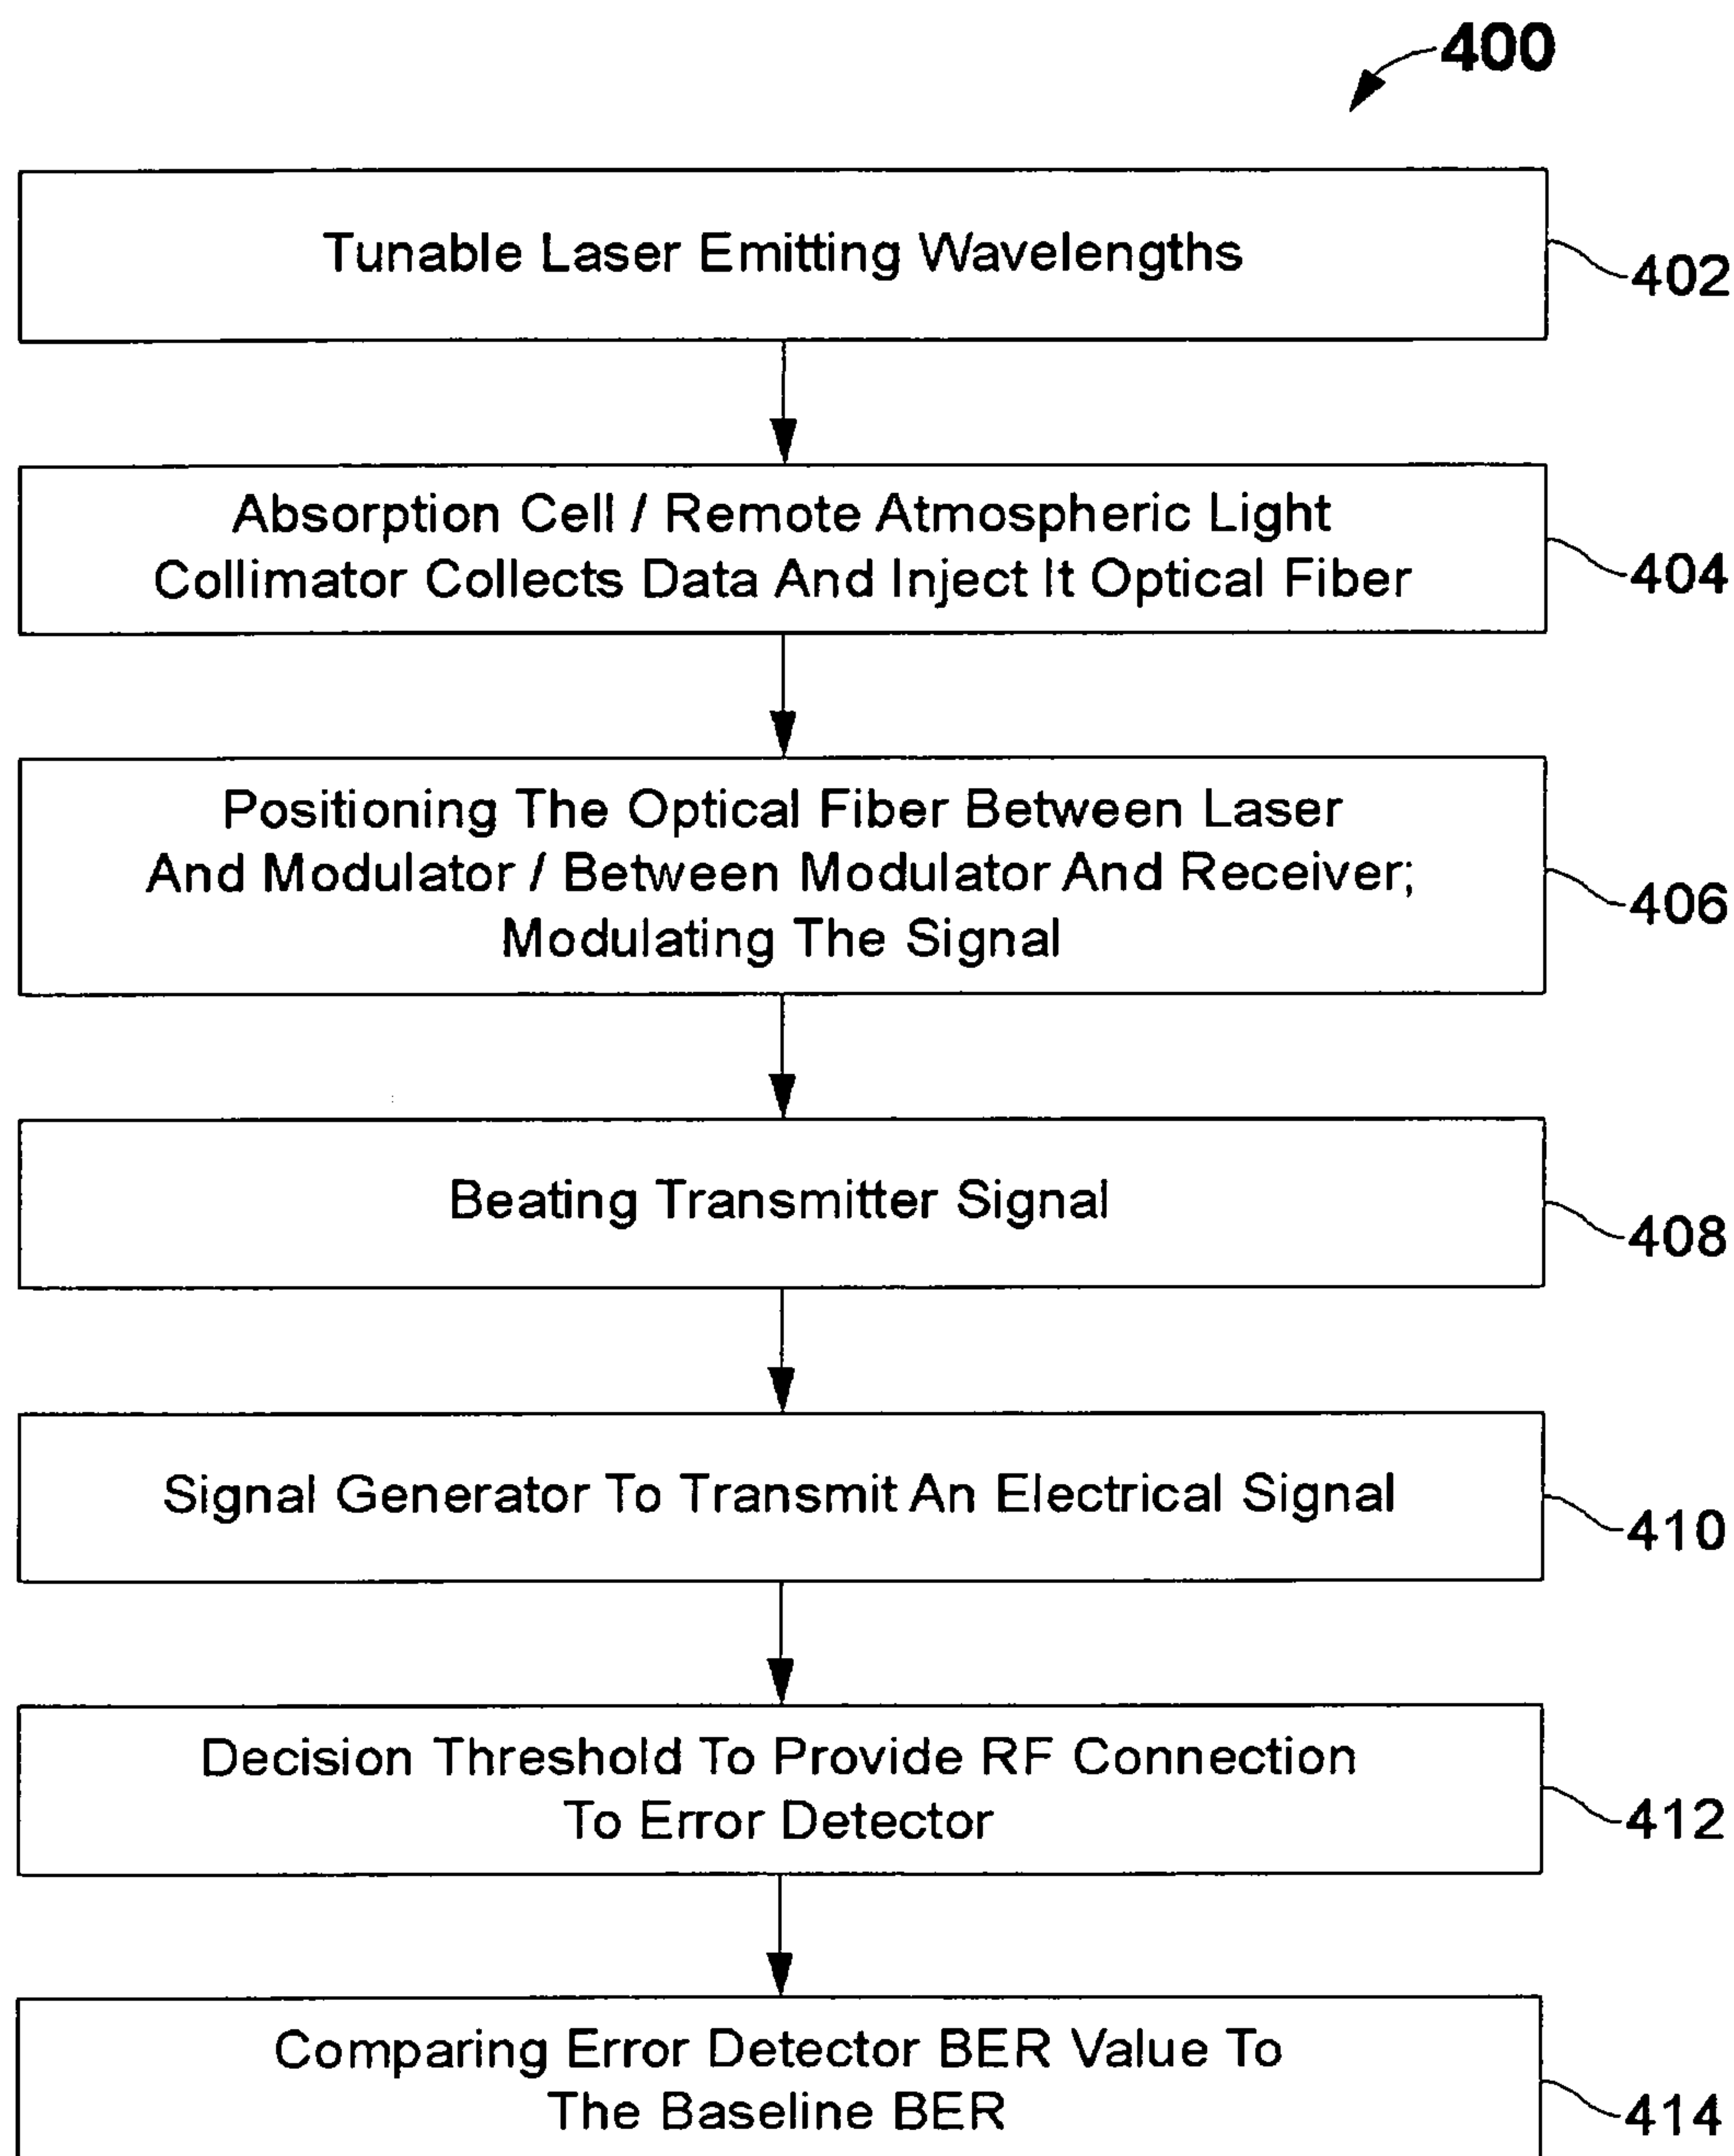 400
Tunable Laser Emitting Wavelengths
402
Absorption Cell / Remote Atmospheric Light
Collimator Collects Data And Inject It Optical Fiber
404
Positioning The Optical Fiber Between Laser
And Modulator / Between Modulator And Receiver;
Modulating The Signal
406
Beating Transmitter Signal
408
Signal Generator To Transmit An Electrical Signal
410
Decision Threshold To Provide RF Connection
To Error Detector
412
Comparing Error Detector BER Value To
The Baseline BER
414